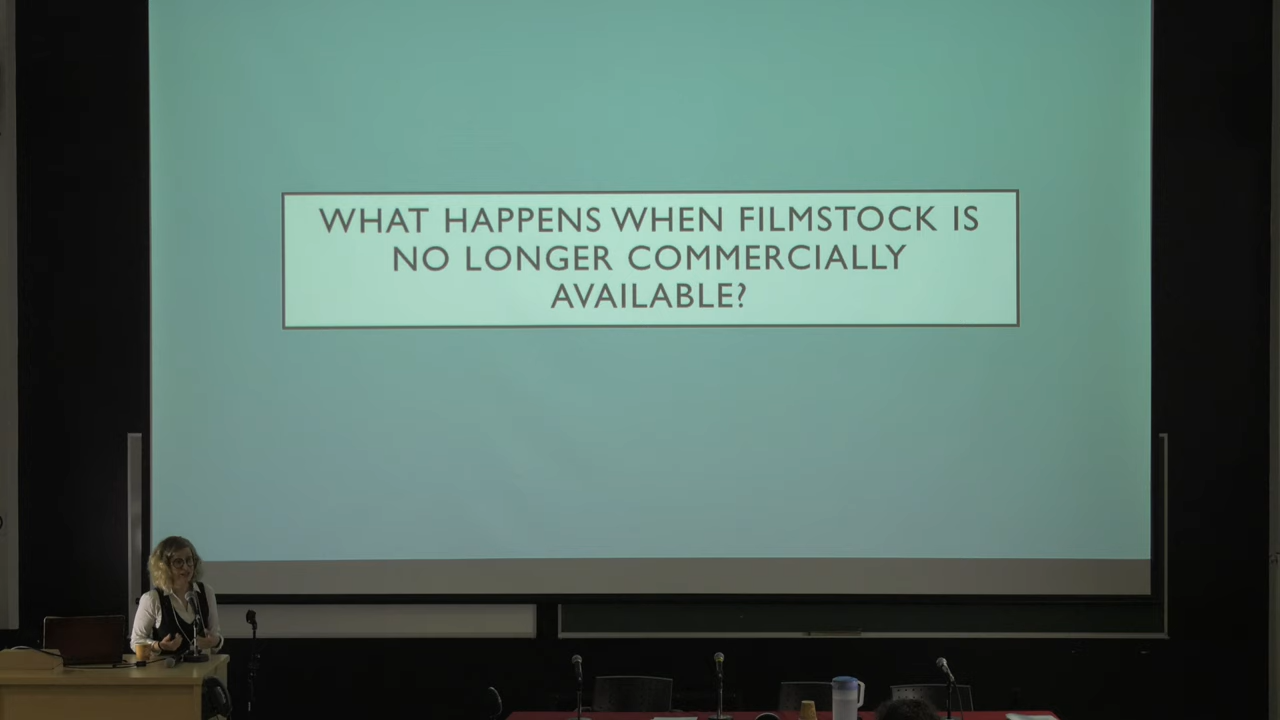 WHAT HAPPENS WHEN FILMSTOCK IS
NO LONGER COMMERCIALLY
AVAILABLE?